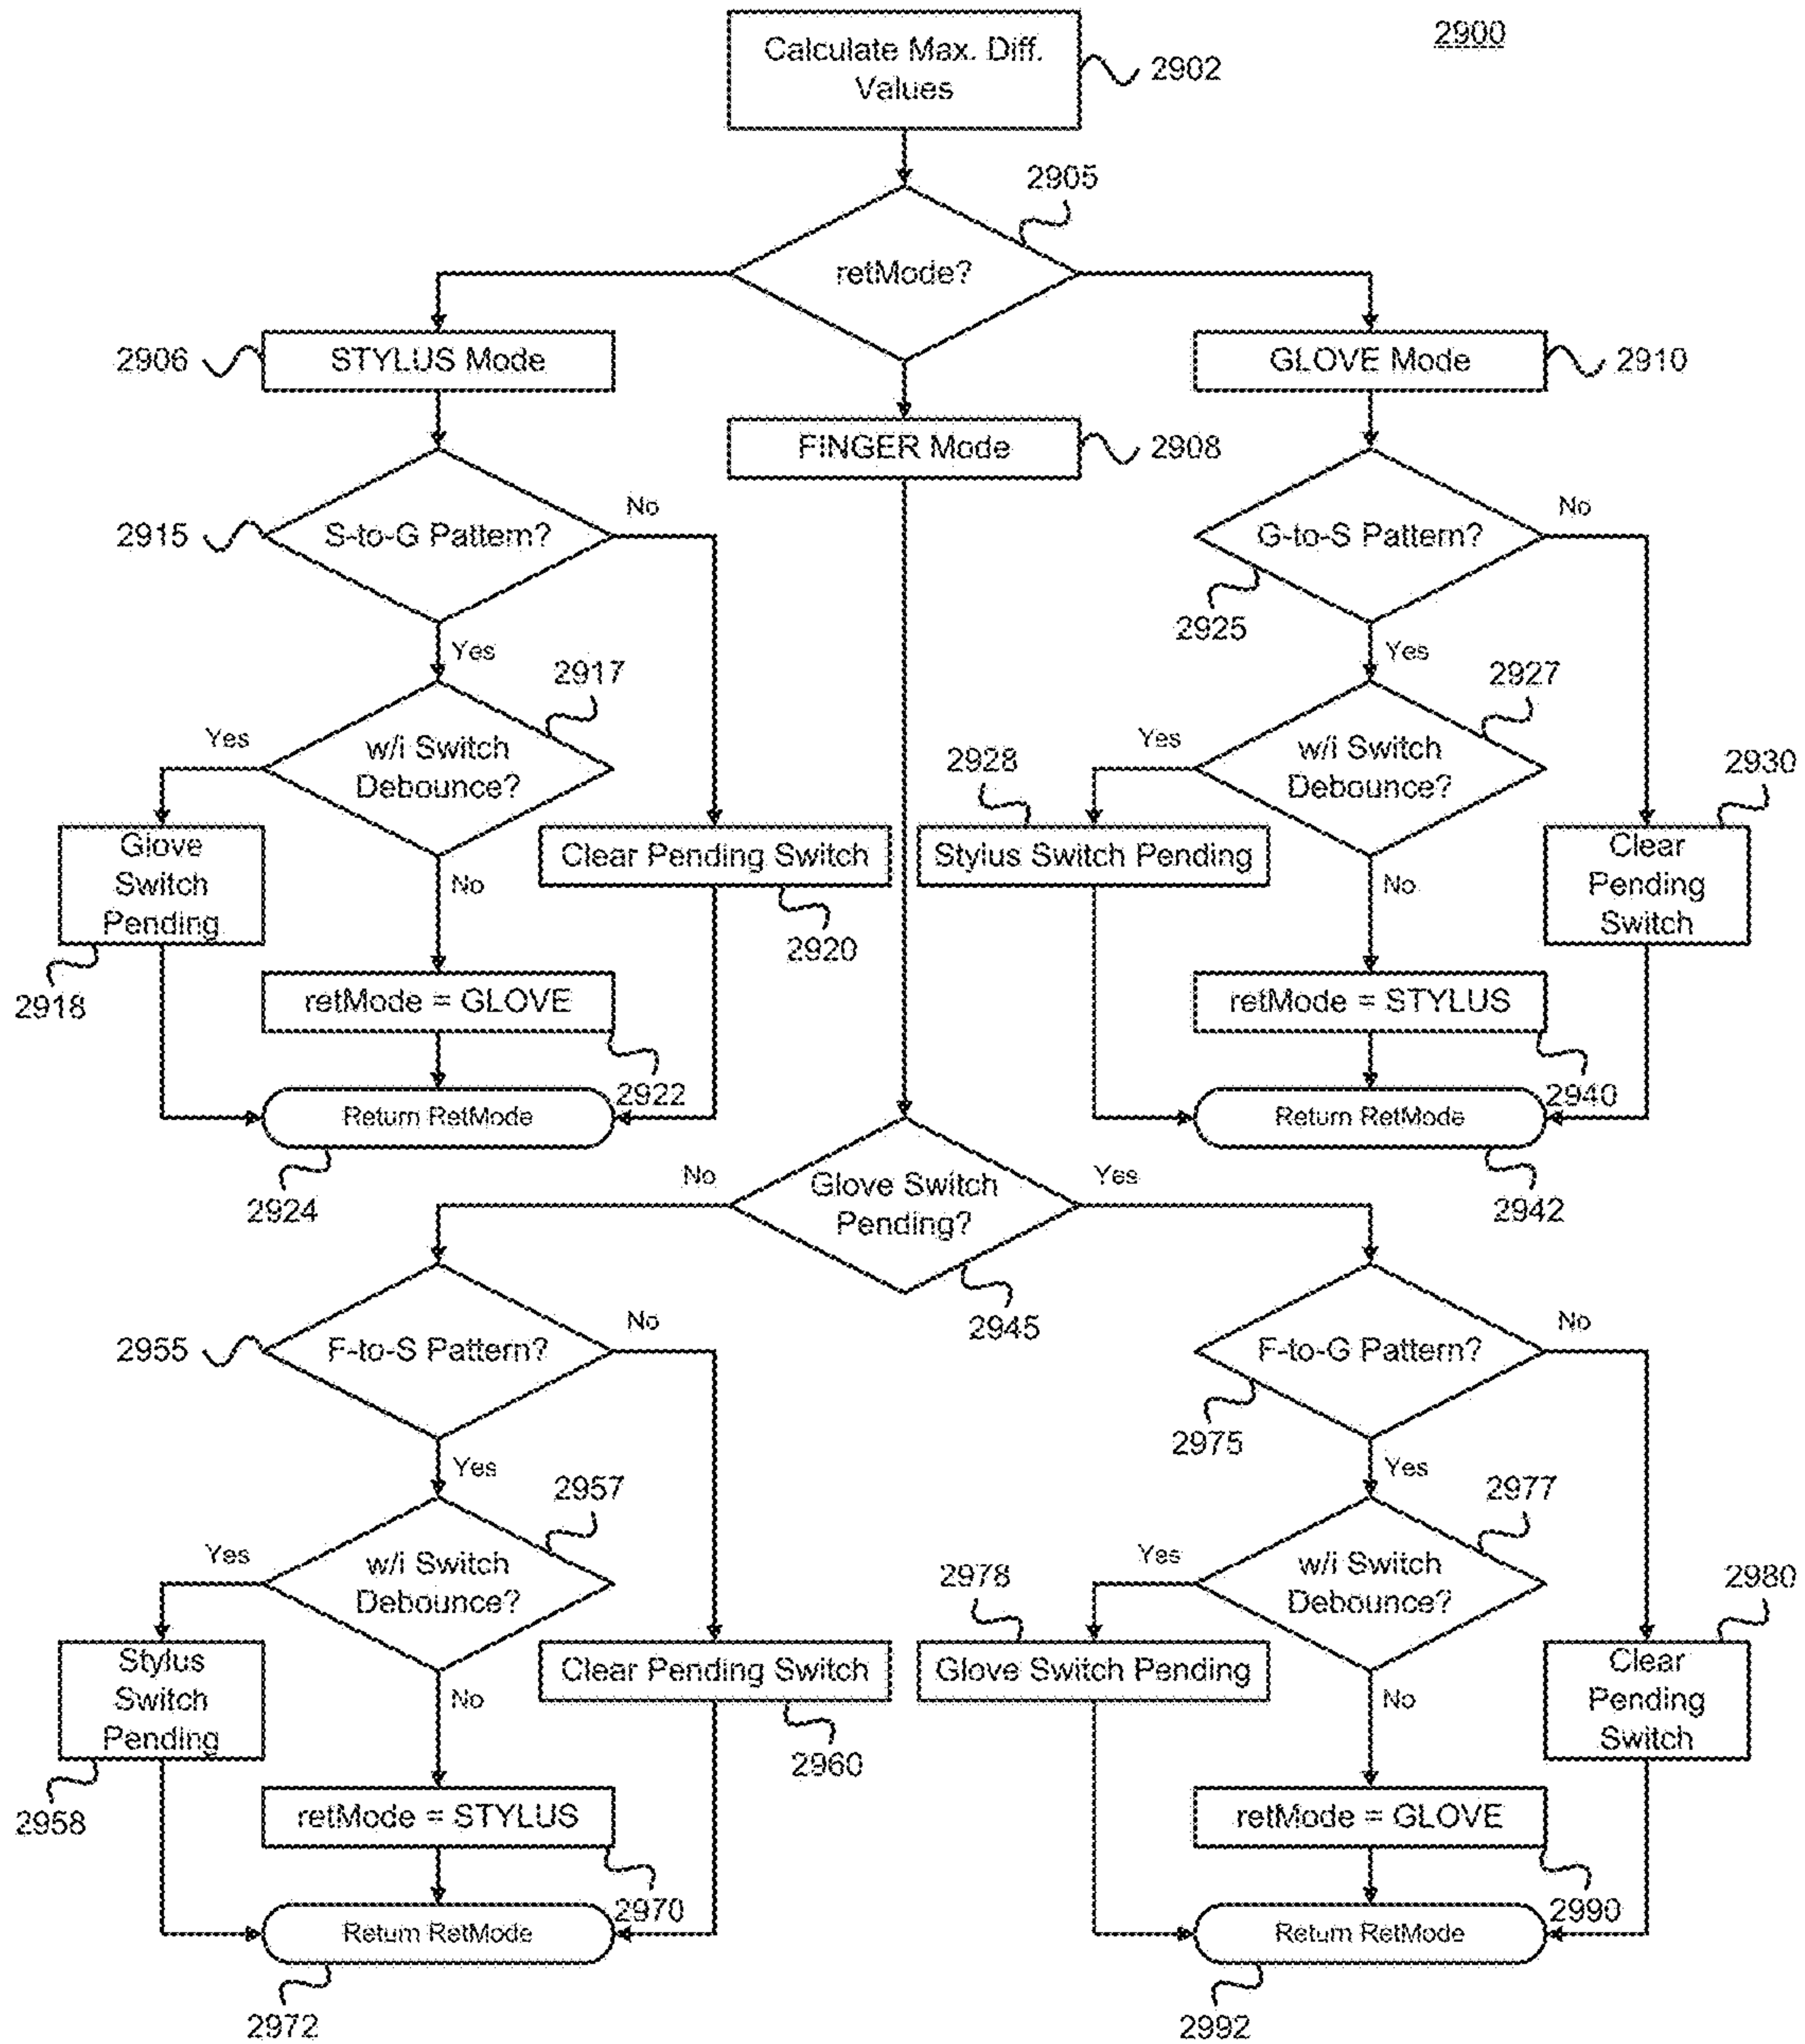 2900
Calculate Max. Diff.
Values
2902
2905
retMode?
2906
STYLUS Mode
GLOVE Mode
2910
FINGER Mode
2908
2915
S-to-G Pattern?
No
G-to-S Pattern?
No
2925
Yes
Yes
2917
2927
Yes
w/i Switch
Debounce?
Yes
w/i Switch
Debounce?
2928
2930
Glove
Switch
Pending
No
Clear Pending Switch
Stylus Switch Pending
No
Clear
Pending
Switch
2918
2920
retMode = GLOVE
retMode = STYLUS
2922
2940
Return RetMode
Return RetMode
2924
2942
No
Glove Switch
Pending?
Yes
2945
2955
F-to-S Pattern?
No
F-to-G Pattern?
No
2975
Yes
Yes
2957
2977
Yes
w/i Switch
Debounce?
Yes
w/i Switch
Debounce?
2978
2980
Stylus
Switch
Pending
No
Clear Pending Switch
Glove Switch Pending
No
Clear
Pending
Switch
2958
2960
retMode = STYLUS
retMode = GLOVE
2970
2990
Return RetMode
Return RetMode
2972
2992